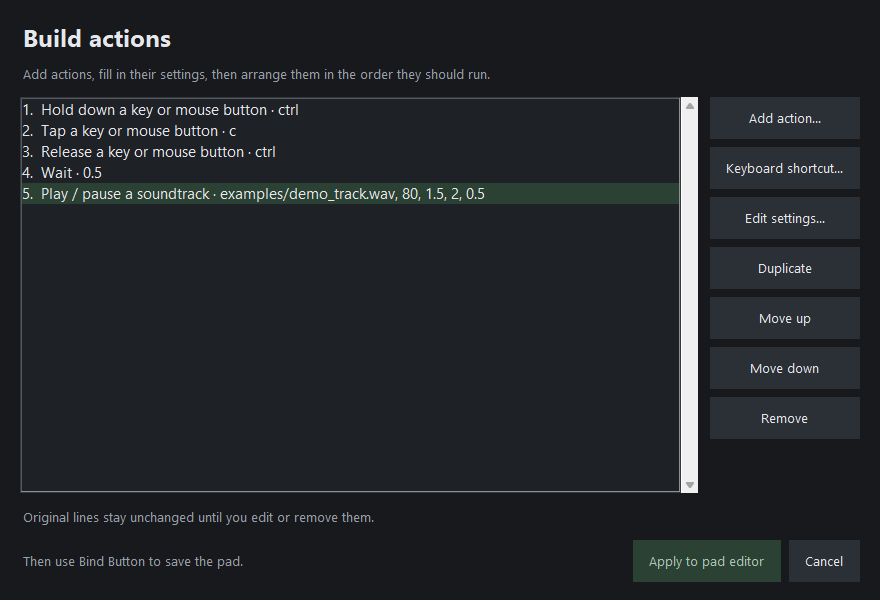 Build actions
Add actions, fill in their settings, then arrange them in the order they should run.
1. Hold down a key or mouse button · ctrl
2. Tap a key or mouse button · c
3. Release a key or mouse button · ctrl
4. Wait · 0.5
5. Play / pause a soundtrack · examples/demo_track.wav, 80, 1.5, 2, 0.5
Add action...
Keyboard shortcut...
Edit settings...
Duplicate
Move up
Move down
Remove
Original lines stay unchanged until you edit or remove them.
Then use Bind Button to save the pad.
Apply to pad editor
Cancel